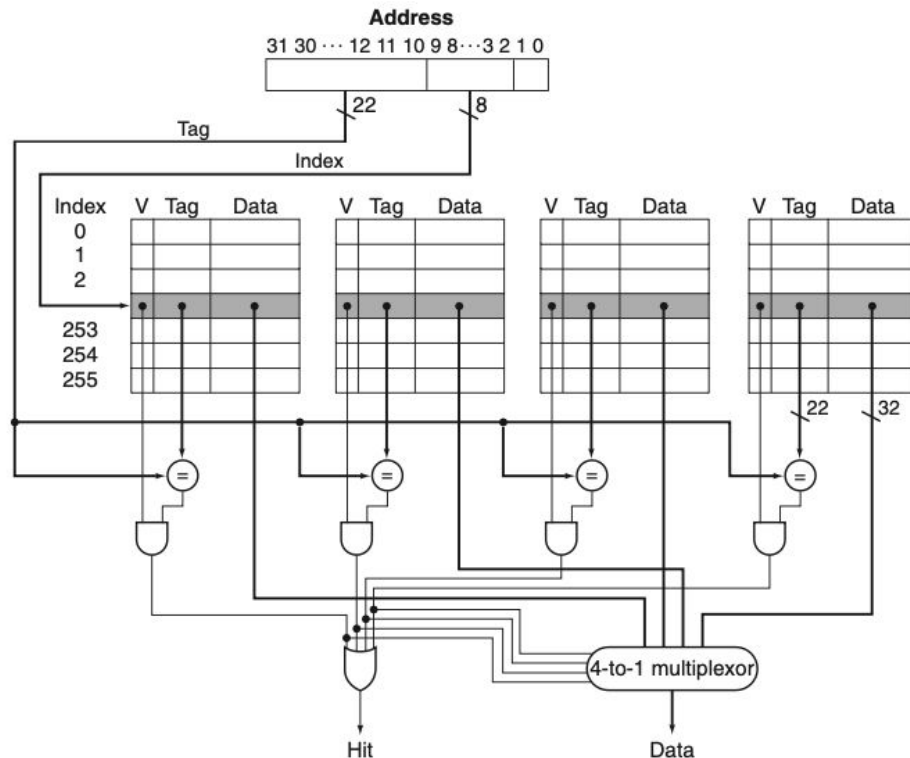 Address
31 30 ··· 12 11 10 9 8···3 2 1 0
22
8
Tag
Index
Index V Tag Data V Tag Data V Tag Data V Tag Data
0
1
2
253
254
255
22
32
= = = =
4-to-1 multiplexor
Hit
Data